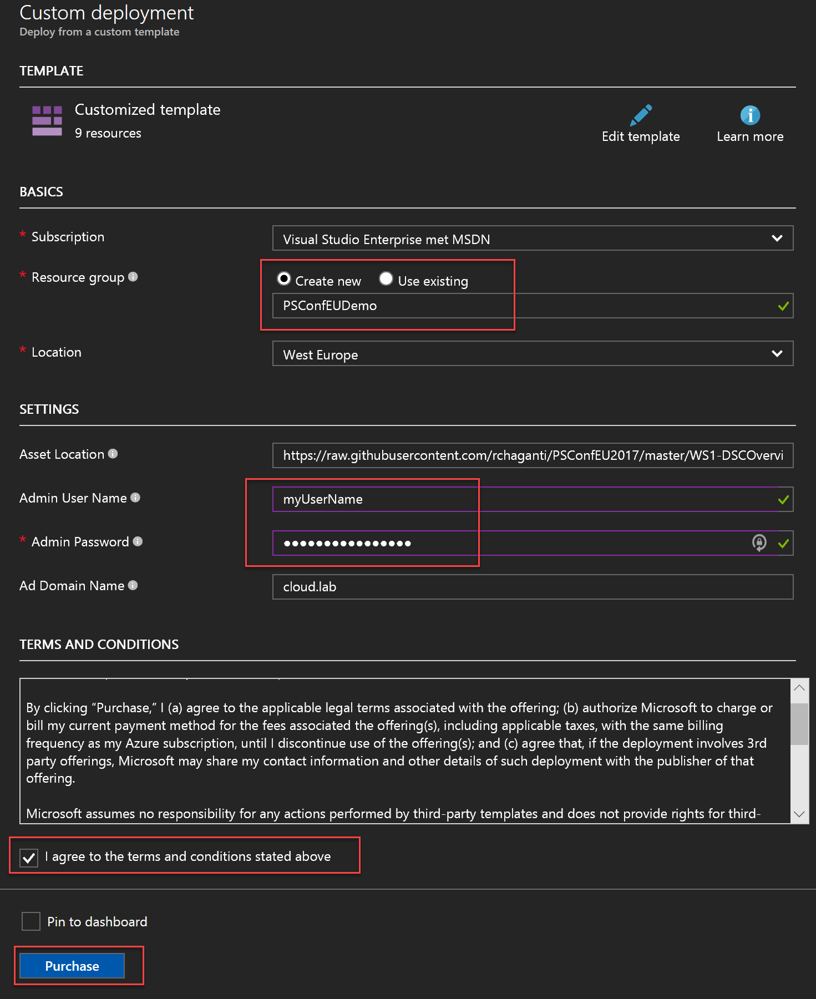 Custom deployment
Deploy from a custom template
TEMPLATE
Customized template
9 resources
Edit template
Learn more
BASICS
* Subscription
Visual Studio Enterprise met MSDN
* Resource group
Create new
Use existing
PSConfEUDemo
* Location
West Europe
SETTINGS
Asset Location
https://raw.githubusercontent.com/rchaganti/PSConfEU2017/master/WS1-DSCOvervi
Admin User Name
myUserName
* Admin Password
••••••••••••••••
Ad Domain Name
cloud.lab
TERMS AND CONDITIONS
By clicking “Purchase,” I (a) agree to the applicable legal terms associated with the offering; (b) authorize Microsoft to charge or
bill my current payment method for the fees associated the offering(s), including applicable taxes, with the same billing
frequency as my Azure subscription, until I discontinue use of the offering(s); and (c) agree that, if the deployment involves 3rd
party offerings, Microsoft may share my contact information and other details of such deployment with the publisher of that
offering.
Microsoft assumes no responsibility for any actions performed by third-party templates and does not provide rights for third-
I agree to the terms and conditions stated above
Pin to dashboard
Purchase